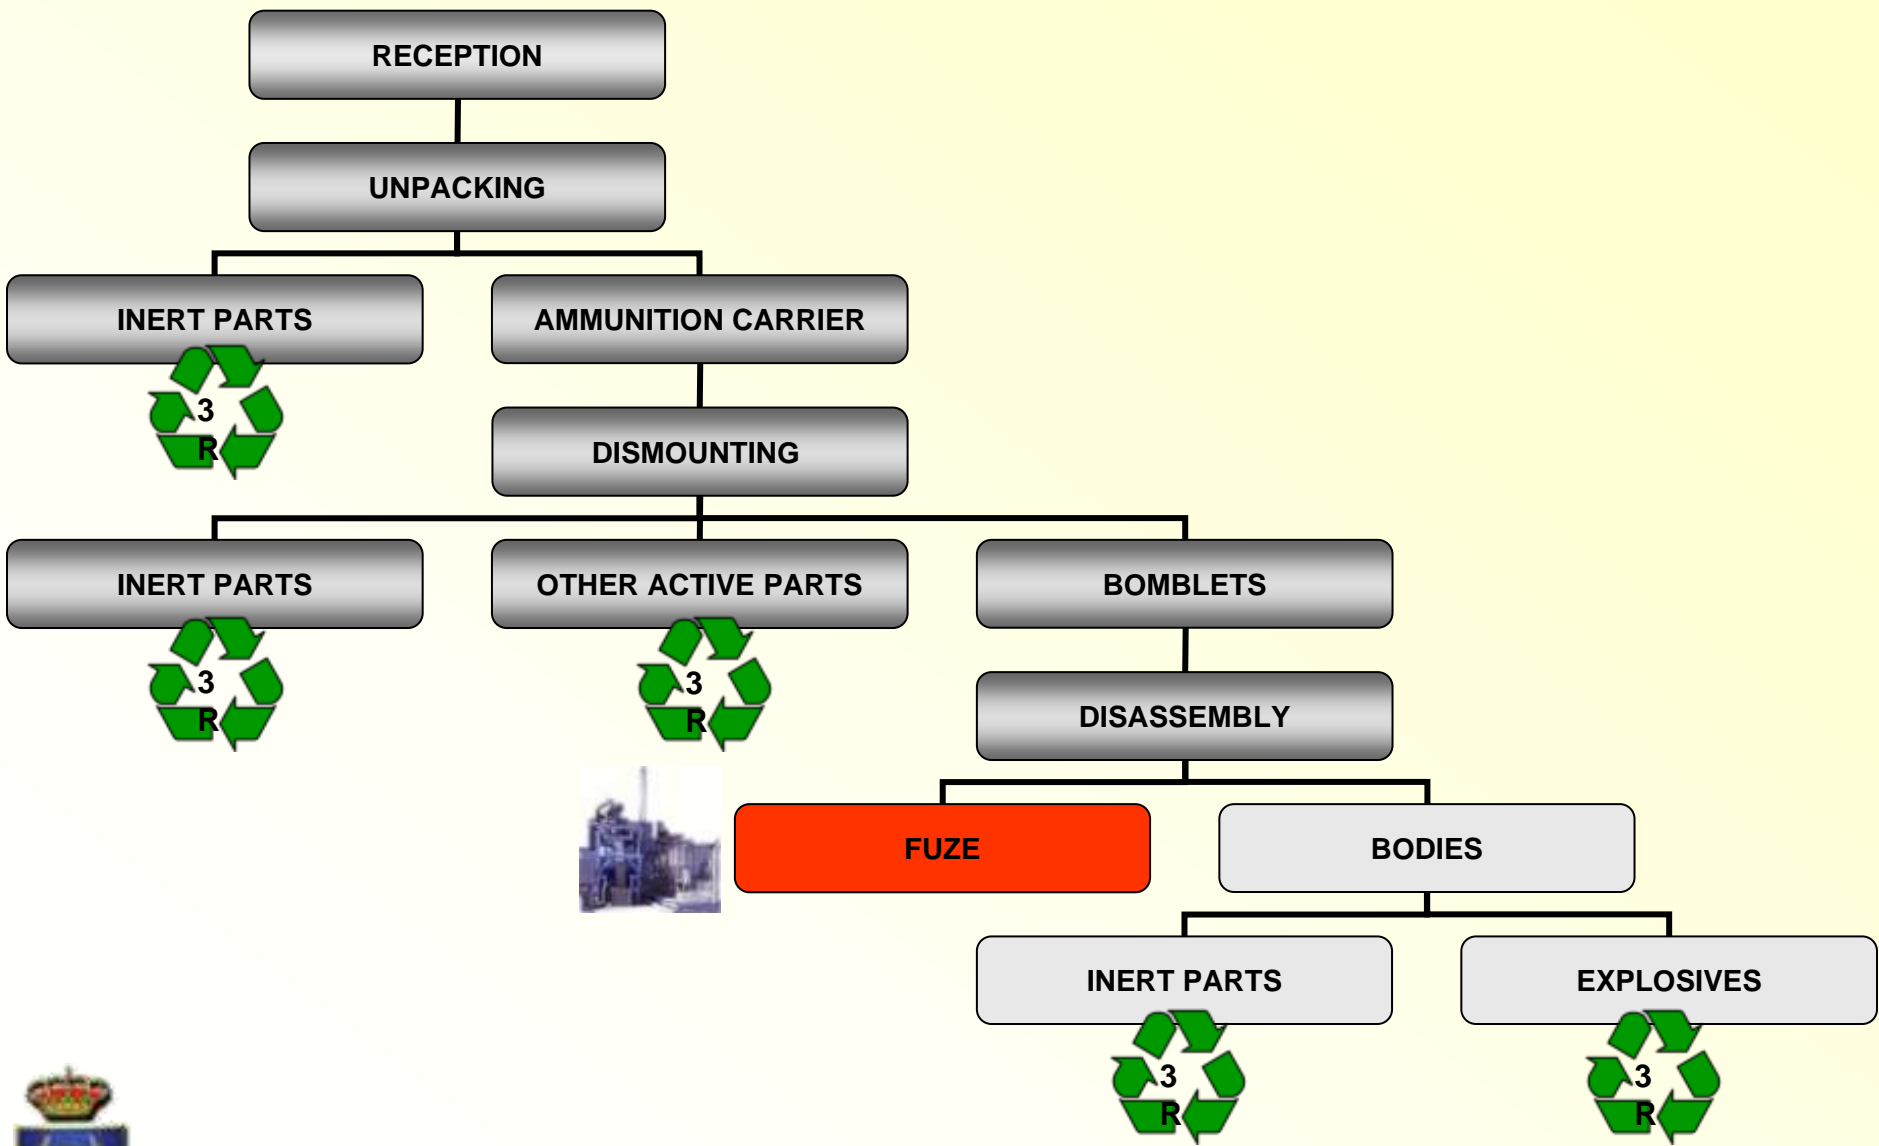 RECEPTION
UNPACKING
INERT PARTS
AMMUNITION CARRIER
3
R
DISMOUNTING
INERT PARTS
OTHER ACTIVE PARTS
BOMBLETS
3
R
3
R
DISASSEMBLY
FUZE
BODIES
INERT PARTS
EXPLOSIVES
3
R
3
R